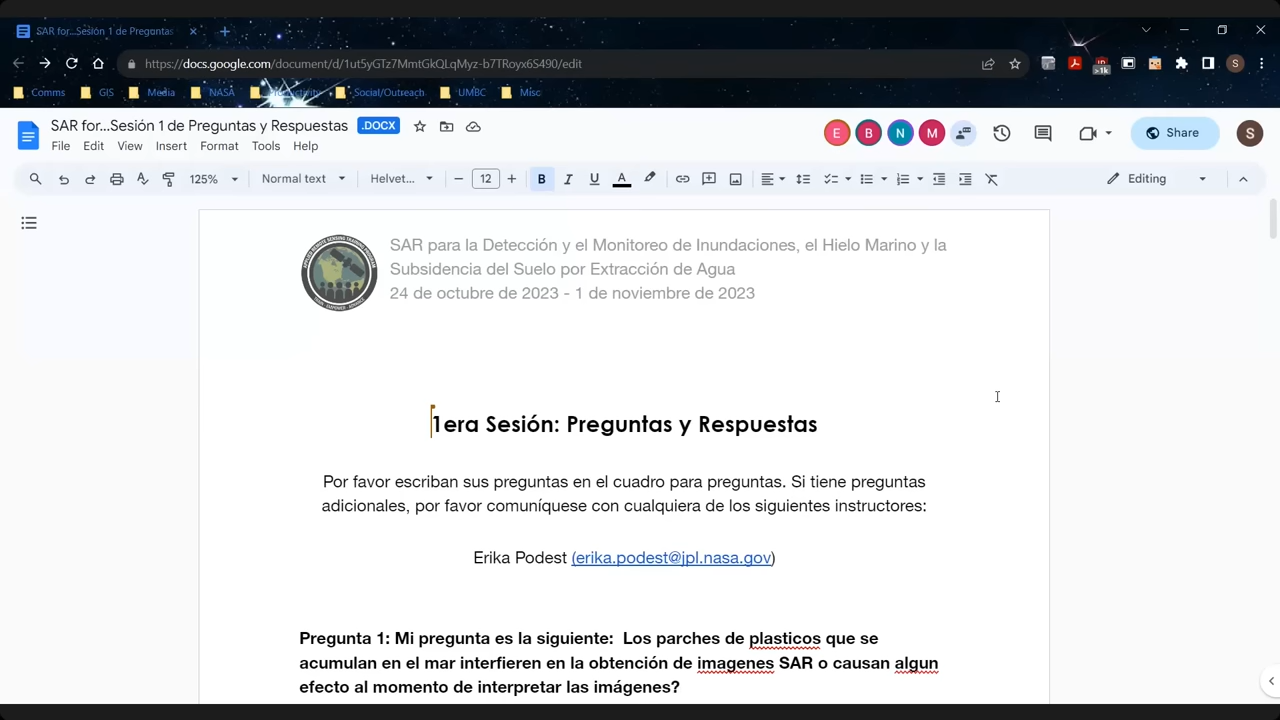 SAR for...Sesión 1 de Preguntas
https://docs.google.com/document/d/1ut5yGTz7MmtGkQLqMyz-b7TRoyx6S490/edit
>1k
S
Comms GIS Media NASA Productivity Social/Outreach UMBC Misc
SAR for...Sesión 1 de Preguntas y Respuestas .DOCX
E B N M Share S
File Edit View Insert Format Tools Help
125% Normal text Helvet... 12 B I U A Editing
SAR para la Detección y el Monitoreo de Inundaciones, el Hielo Marino y la
Subsidencia del Suelo por Extracción de Agua
24 de octubre de 2023 - 1 de noviembre de 2023
1era Sesión: Preguntas y Respuestas
Por favor escriban sus preguntas en el cuadro para preguntas. Si tiene preguntas
adicionales, por favor comuníquese con cualquiera de los siguientes instructores:
Erika Podest (erika.podest@jpl.nasa.gov)
Pregunta 1: Mi pregunta es la siguiente:  Los parches de plasticos que se
acumulan en el mar interfieren en la obtención de imagenes SAR o causan algun
efecto al momento de interpretar las imágenes?